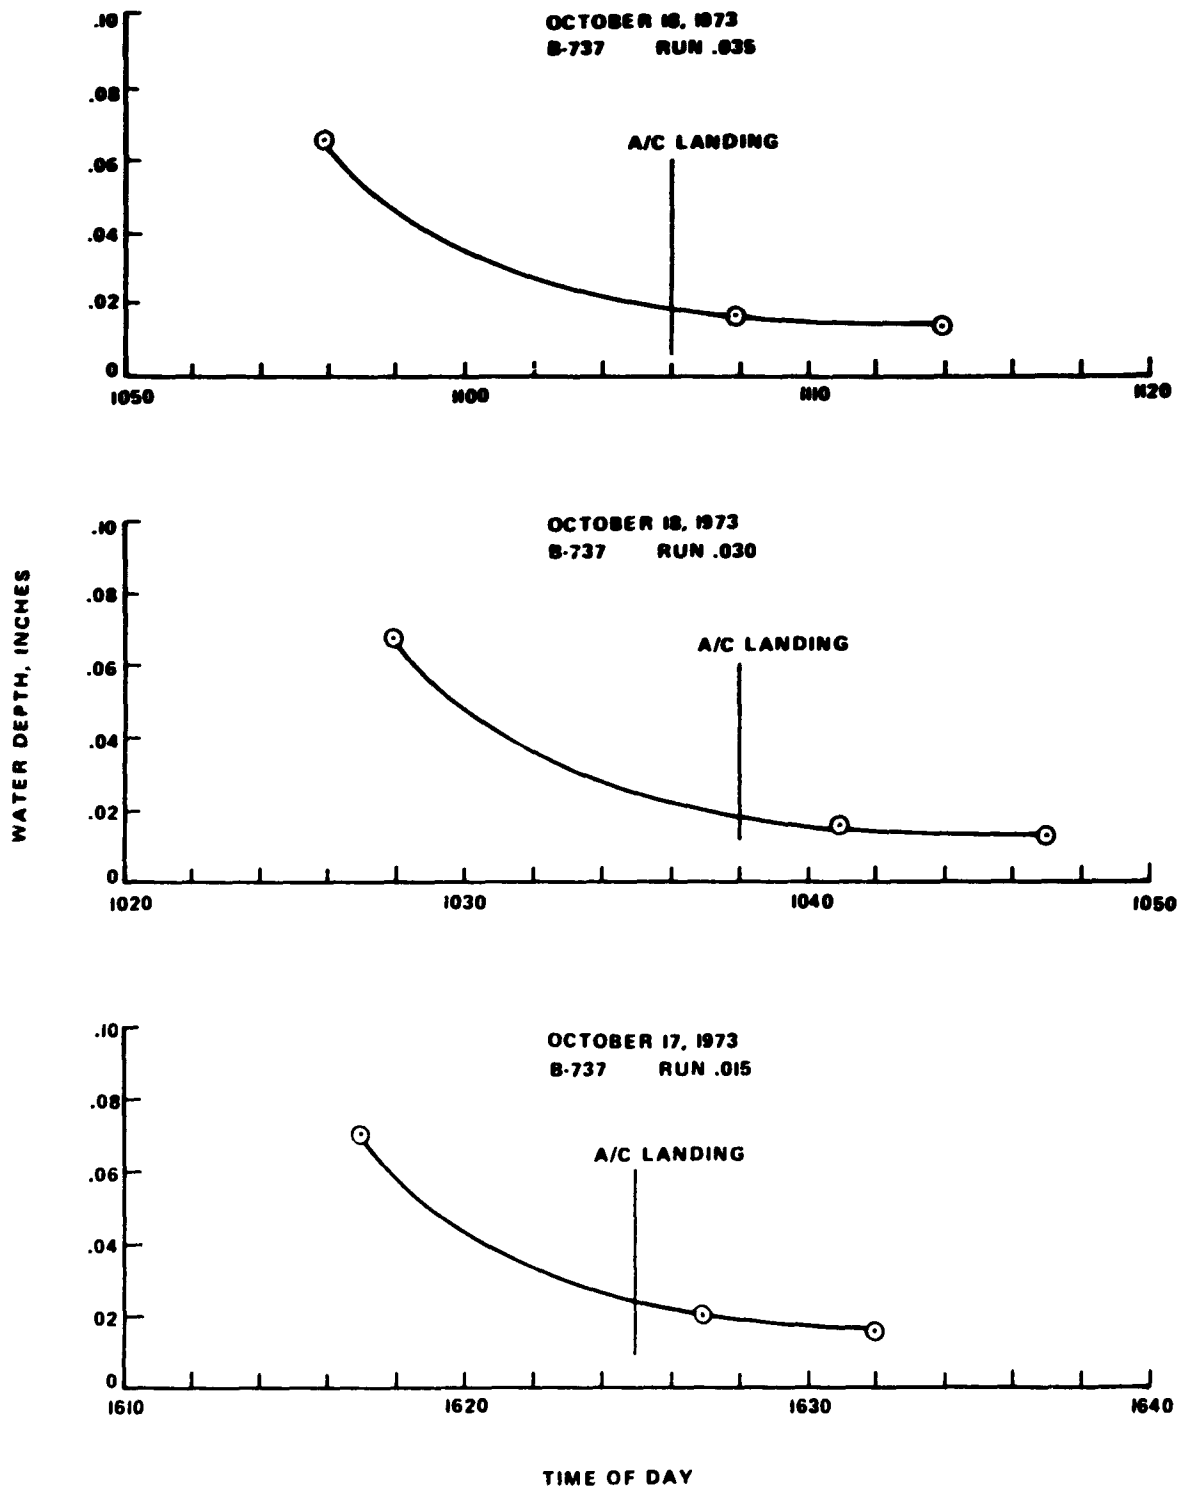 OCTOBER 18, 1973
B-737 RUN .035
.10
.08
.06
.04
.02
0
A/C LANDING
1050 1100 1110 1120
WATER DEPTH, INCHES
OCTOBER 18, 1973
B-737 RUN .030
.10
.08
.06
.04
.02
0
A/C LANDING
1020 1030 1040 1050
OCTOBER 17, 1973
B-737 RUN .015
.10
.08
.06
.04
02
0
A/C LANDING
1610 1620 1630 1640
TIME OF DAY